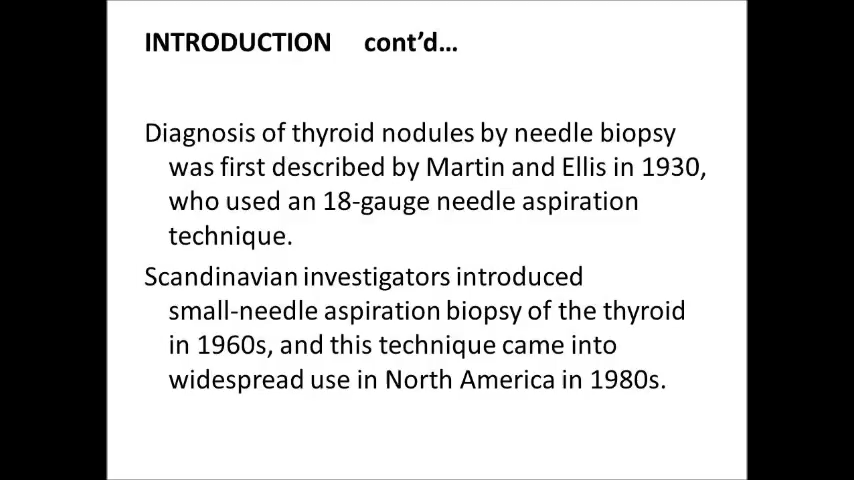 INTRODUCTION cont’d…
Diagnosis of thyroid nodules by needle biopsy
was first described by Martin and Ellis in 1930,
who used an 18-gauge needle aspiration
technique.
Scandinavian investigators introduced
small-needle aspiration biopsy of the thyroid
in 1960s, and this technique came into
widespread use in North America in 1980s.